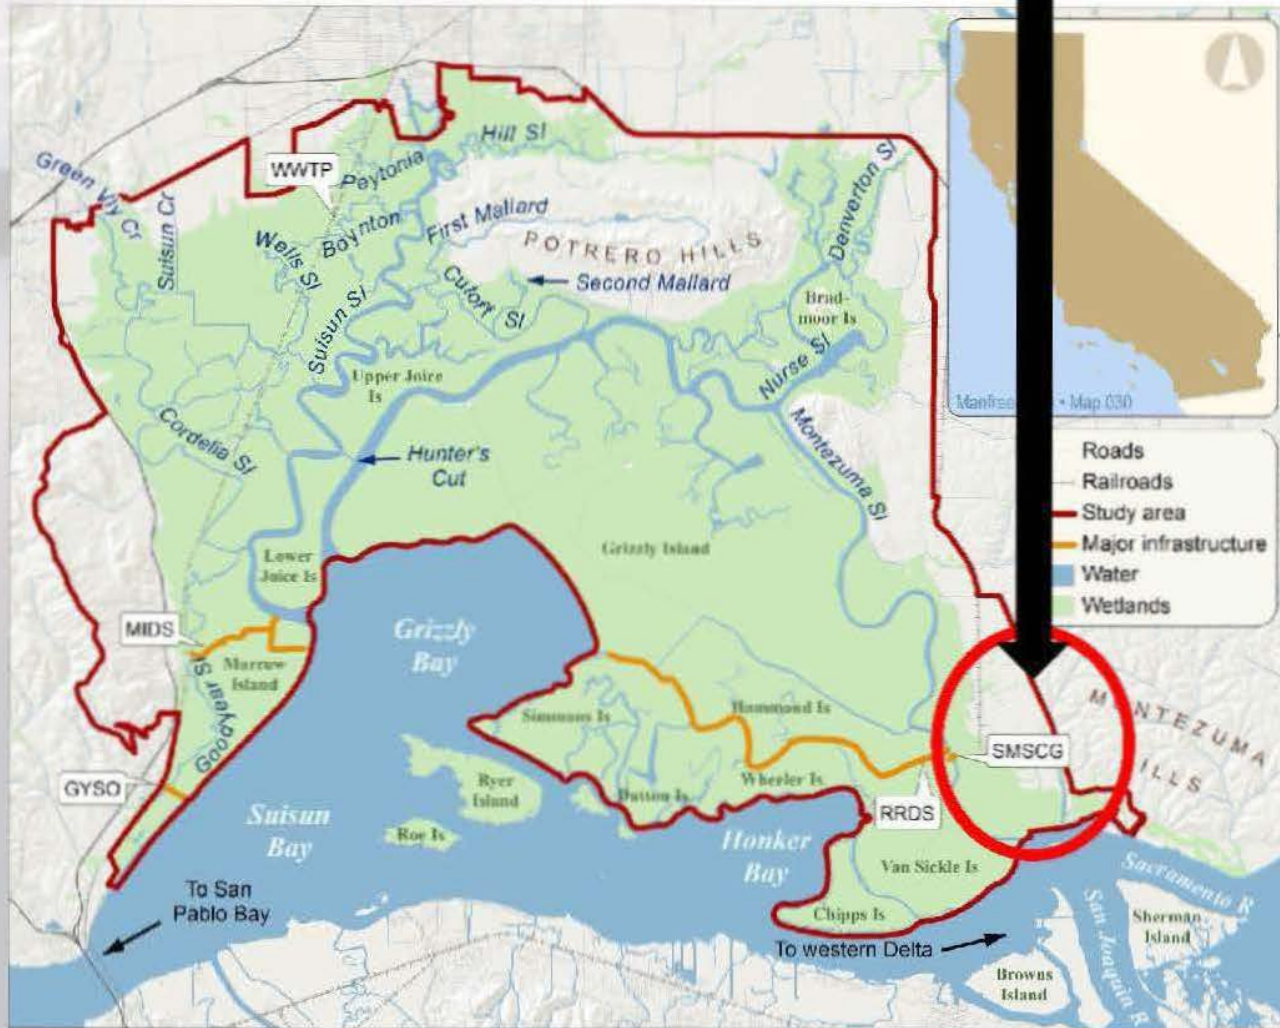 Green Vly Cr
Suisun Cr
WWTP
Peytonia
Hill Sl
Boynton
Wells Sl
First Mallard
POTRERO HILLS
Second Mallard
Cutoff Sl
Suisun Sl
Denverton Sl
Brad-
moor Is
Nurse Sl
Upper Joice
Is
Cordelia Sl
Hunter's
Cut
Montezuma Sl
Grizzly Island
Lower
Joice Is
MIDS
Morrow
Island
Goodyear Sl
GYSO
Grizzly
Bay
Simmons Is
Hammond Is
Wheeler Is
Dutton Is
Ryer
Island
Roe Is
Suisun
Bay
Honker
Bay
SMSCG
RRDS
Van Sickle Is
Chipps Is
MONTEZUMA
HILLS
To San
Pablo Bay
To western Delta
Sacramento R
San Joaquin R
Sherman
Island
Browns
Island
Map 030
Roads
Railroads
Study area
Major infrastructure
Water
Wetlands